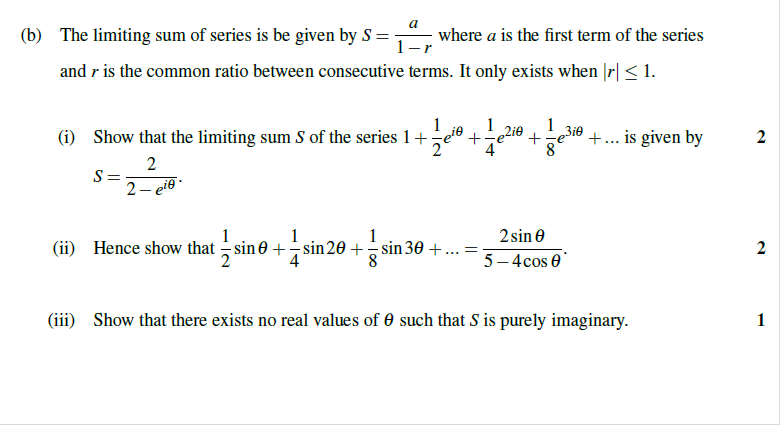 (b) The limiting sum of series is be given by $S = \frac{a}{1-r}$ where $a$ is the first term of the series
and $r$ is the common ratio between consecutive terms. It only exists when $|r| \leq 1$.
(i) Show that the limiting sum $S$ of the series $1 + \frac{1}{2}e^{i\theta} + \frac{1}{4}e^{2i\theta} + \frac{1}{8}e^{3i\theta} + ...$ is given by 2
$S = \frac{2}{2 - e^{i\theta}}$.
(ii) Hence show that $\frac{1}{2}\sin\theta + \frac{1}{4}\sin 2\theta + \frac{1}{8}\sin 3\theta + ... = \frac{2\sin\theta}{5 - 4\cos\theta}$. 2
(iii) Show that there exists no real values of $\theta$ such that $S$ is purely imaginary. 1